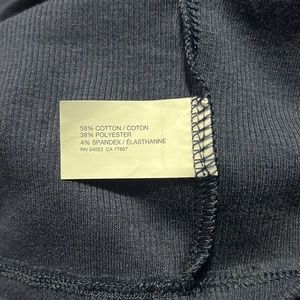 58% COTTON / COTON
38% POLYESTER
4% SPANDEX / ÉLASTHANNE
RN 54023 CA 17897